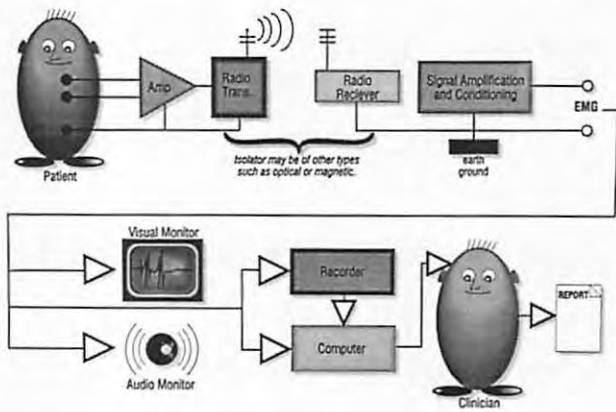 Amp
Radio
Trans..
Radio
Reciever
Signal Amplification
and Conditioning
EMG
Isolator may be of other types
such as optical or magnetic.
earth
ground
Patient
Visual Monitor
Recorder
REPORT
Computer
Audio Monitor
Clinician